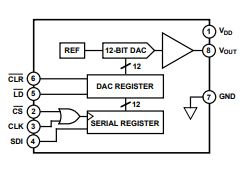 1 VDD
REF 12-BIT DAC
8 VOUT
12
CLR 6
DAC REGISTER
LD 5
7 GND
12
CS 2
CLK 3
SERIAL REGISTER
SDI 4